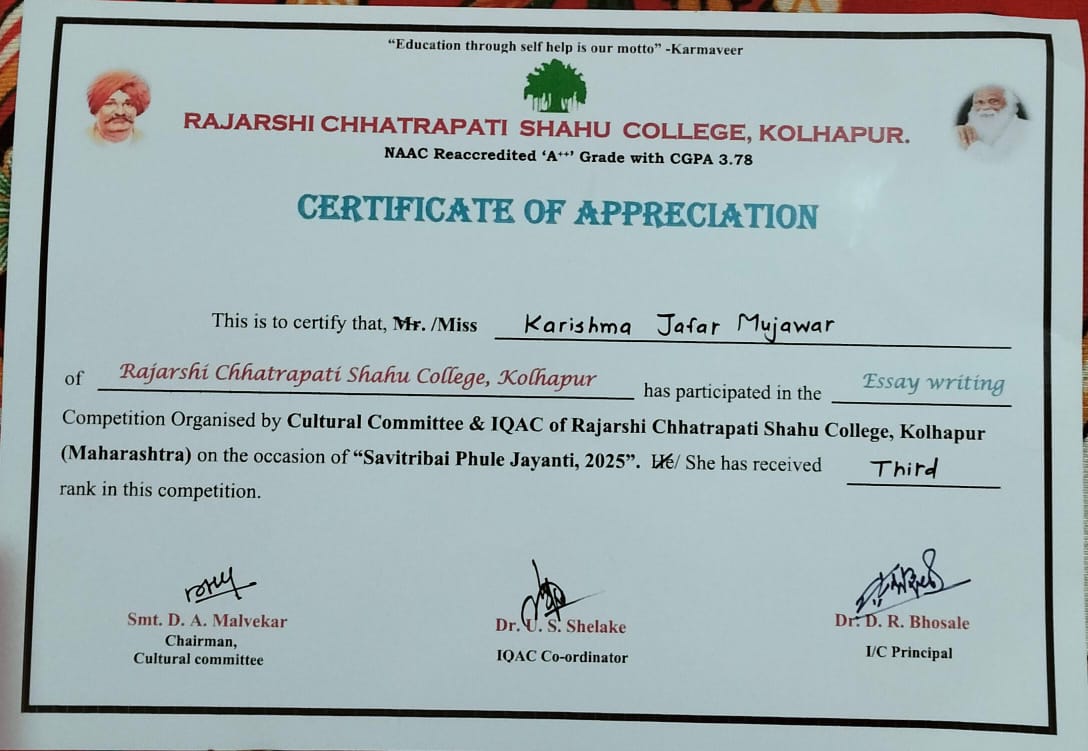 “Education through self help is our motto” -Karmaveer
RAJARSHI CHHATRAPATI SHAHU COLLEGE, KOLHAPUR.
NAAC Reaccredited ‘A++’ Grade with CGPA 3.78
CERTIFICATE OF APPRECIATION
This is to certify that, Mr. /Miss Karishma Jafar Mujawar
of Rajarshi Chhatrapati Shahu College, Kolhapur has participated in the Essay writing
Competition Organised by Cultural Committee & IQAC of Rajarshi Chhatrapati Shahu College, Kolhapur
(Maharashtra) on the occasion of “Savitribai Phule Jayanti, 2025”. He/ She has received Third
rank in this competition.
Smt. D. A. Malvekar
Chairman,
Cultural committee
Dr. U. S. Shelake
IQAC Co-ordinator
Dr. D. R. Bhosale
I/C Principal